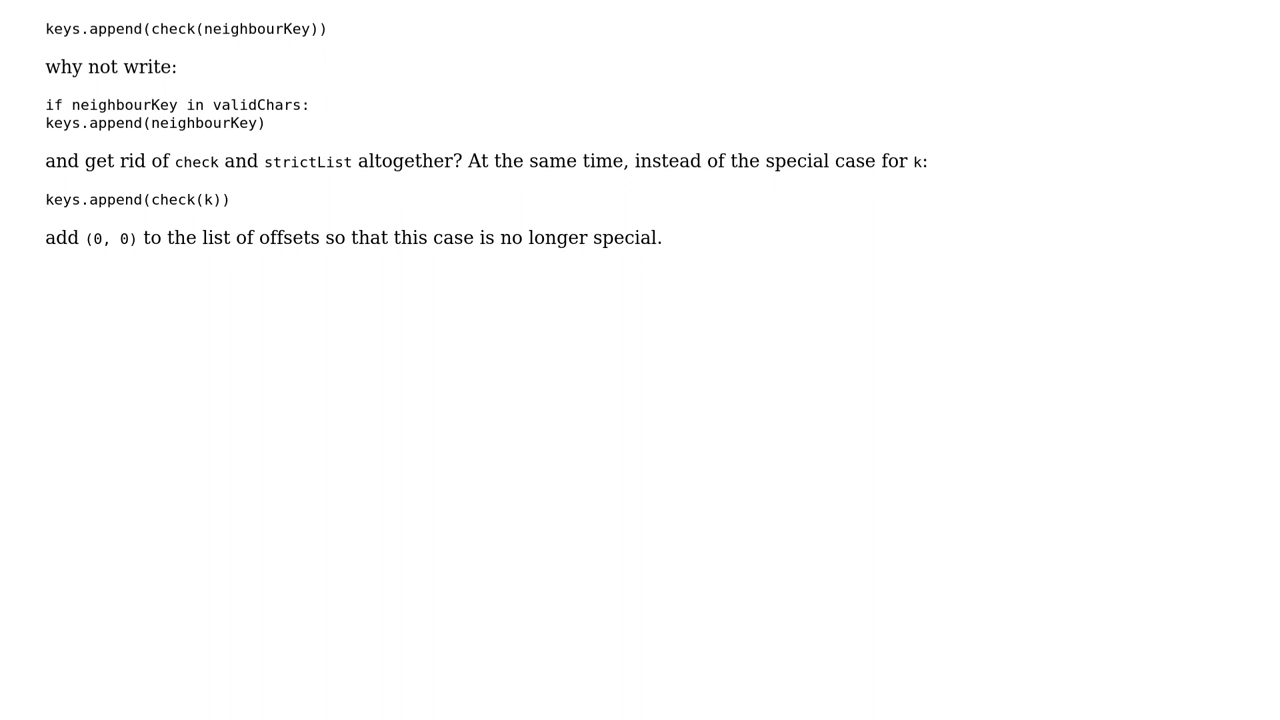 keys.append(check(neighbourKey))
why not write:
if neighbourKey in validChars:
keys.append(neighbourKey)
and get rid of check and strictList altogether? At the same time, instead of the special case for k:
keys.append(check(k))
add (0, 0) to the list of offsets so that this case is no longer special.